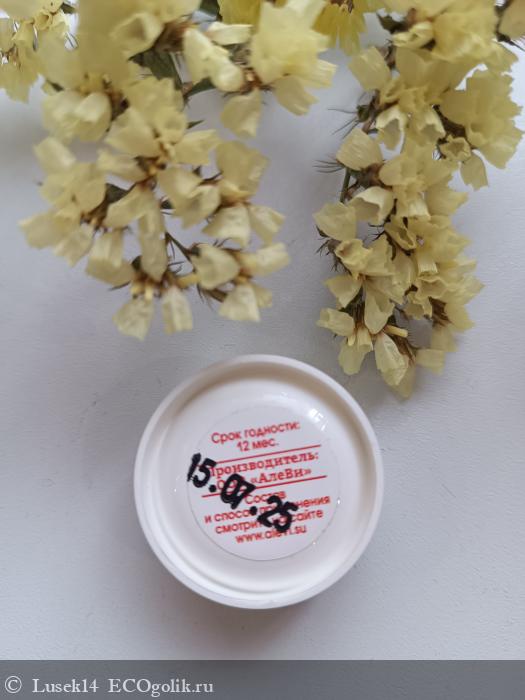 Срок годности:
12 мес.
Производитель:
«АлеВи»
Состав
и способ применения
смотрите на сайте
www.alevi.su
15.07.25
© Lusek14 ECOgolik.ru